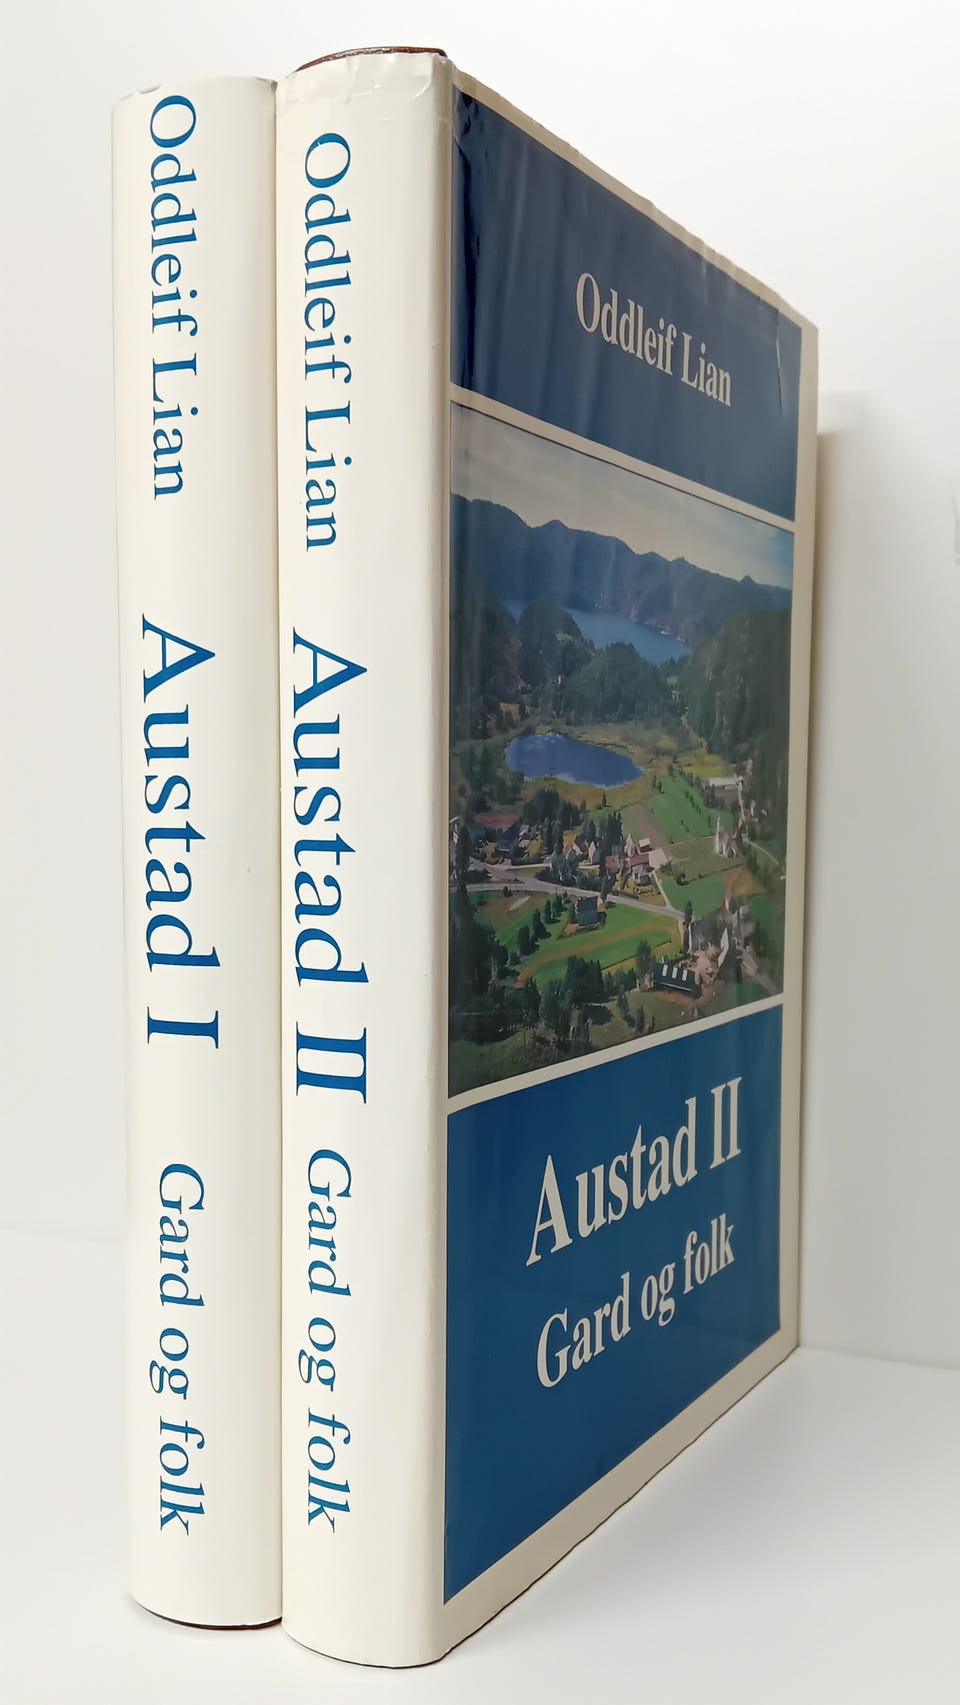 Oddleif Lian Austad I Gard og folk
Oddleif Lian Austad II Gard og folk
Oddleif Lian
Austad II
Gard og folk